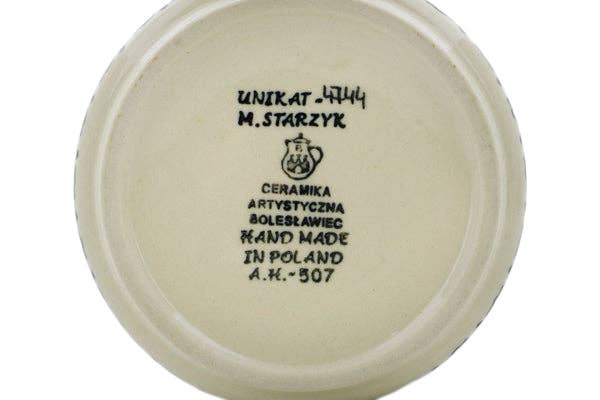 UNIKAT-4744
M.STARZYK
CERAMIKA
ARTYSTYCZNA
BOLESŁAWIEC
HAND MADE
IN POLAND
A.H.-507